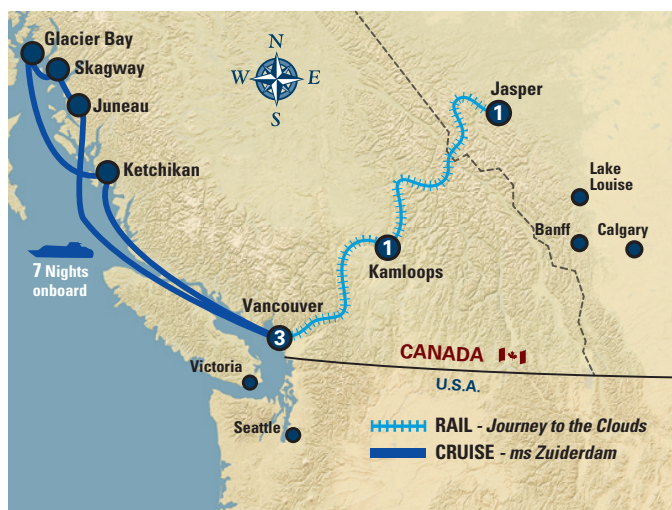 Glacier Bay
Skagway
Juneau
Ketchikan
N
W E
S
Jasper
1
Lake
Louise
Banff
Calgary
1
Kamloops
7 Nights
onboard
Vancouver
3
Victoria
Seattle
CANADA
U.S.A.
RAIL - Journey to the Clouds
CRUISE - ms Zuiderdam